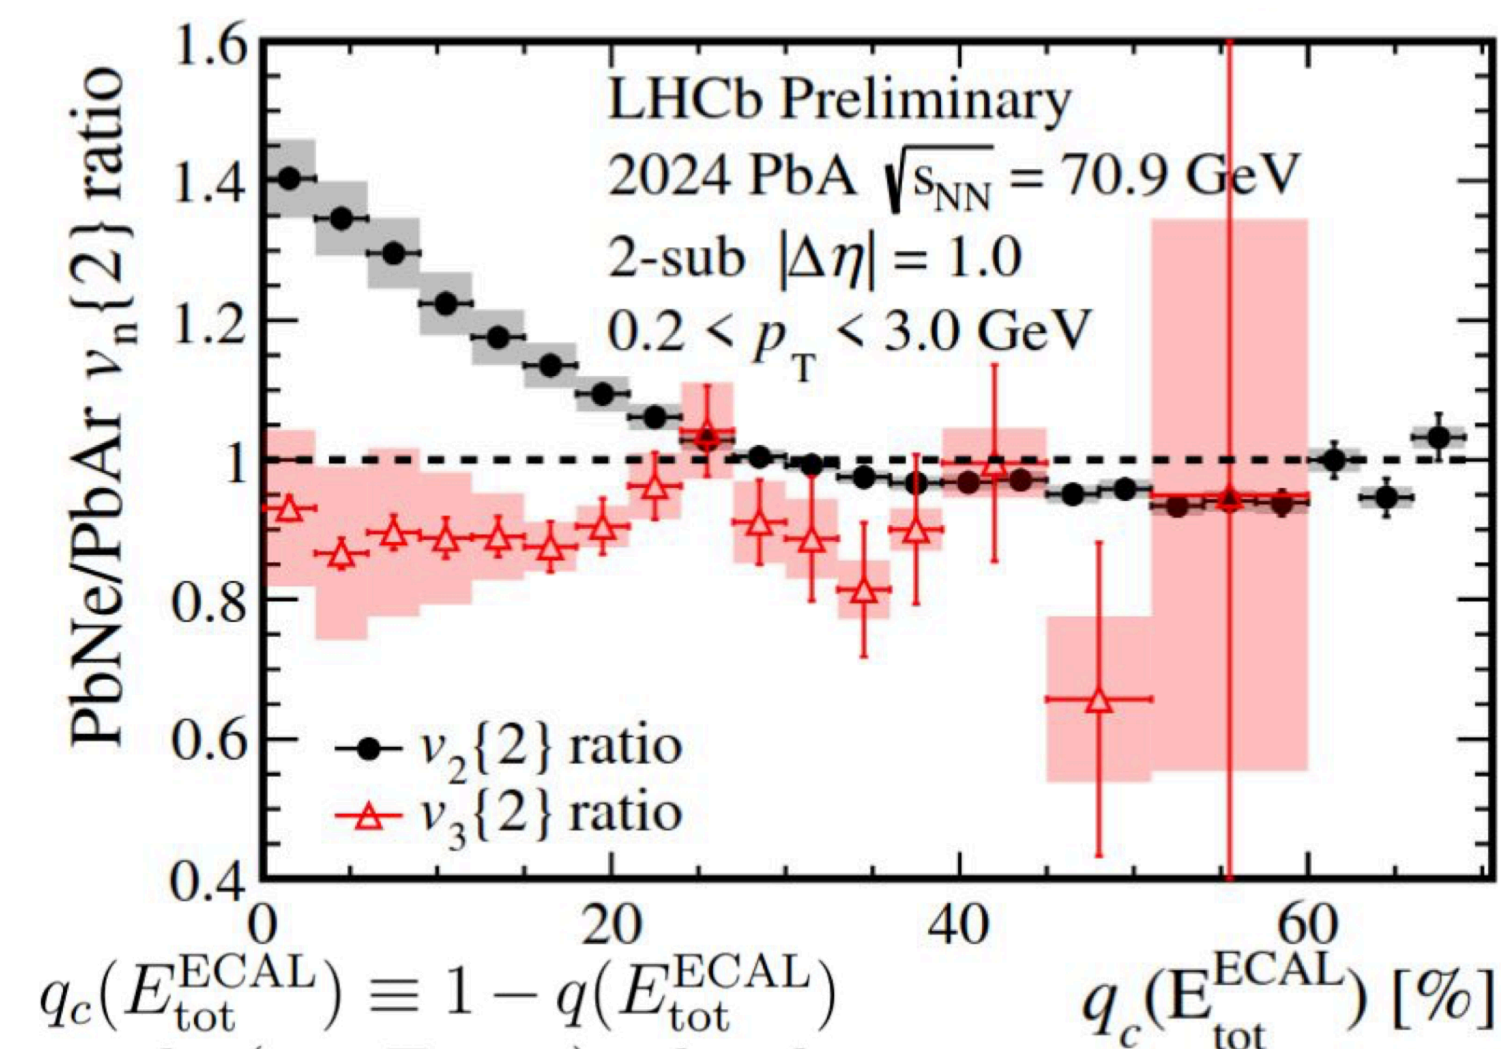 PbNe/PbAr vn{2} ratio
1.6
1.4
1.2
1
0.8
0.6
0.4
LHCb Preliminary
2024 PbA √sNN = 70.9 GeV
2-sub |Δη| = 1.0
0.2 < pT < 3.0 GeV
v2{2} ratio
v3{2} ratio
0 20 40 60
qc(EtotECAL) [%]
qc(EtotECAL) ≡ 1 − q(EtotECAL)